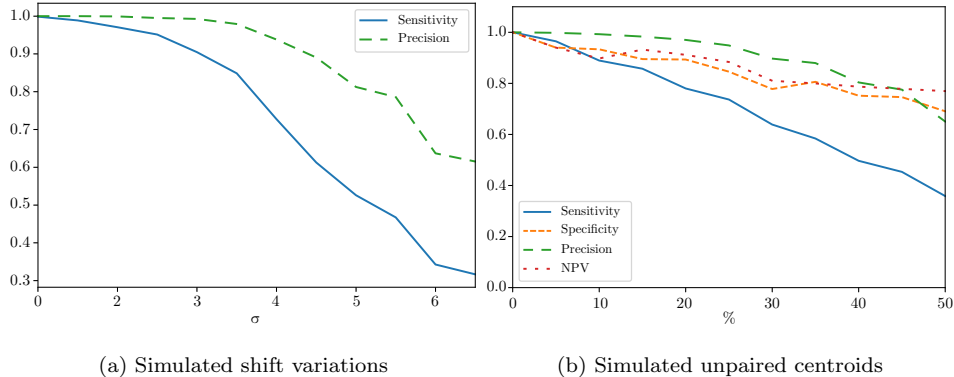 1.0
0.9
0.8
0.7
0.6
0.5
0.4
0.3
0 2 3 4 5 6
σ
Sensitivity
Precision
(a) Simulated shift variations
1.0
0.8
0.6
0.4
0.2
0.0
0 10 20 30 40 50
%
Sensitivity
Specificity
Precision
NPV
(b) Simulated unpaired centroids